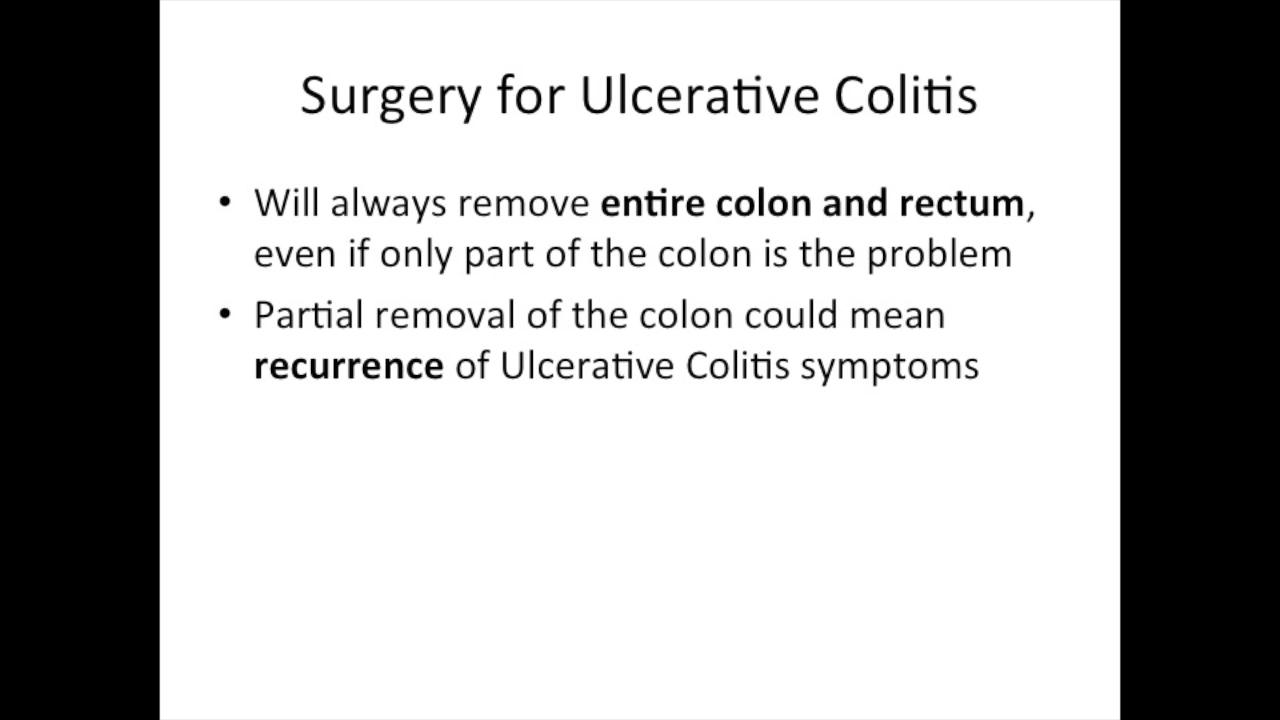 Surgery for Ulcerative Colitis
• Will always remove entire colon and rectum,
even if only part of the colon is the problem
• Partial removal of the colon could mean
recurrence of Ulcerative Colitis symptoms